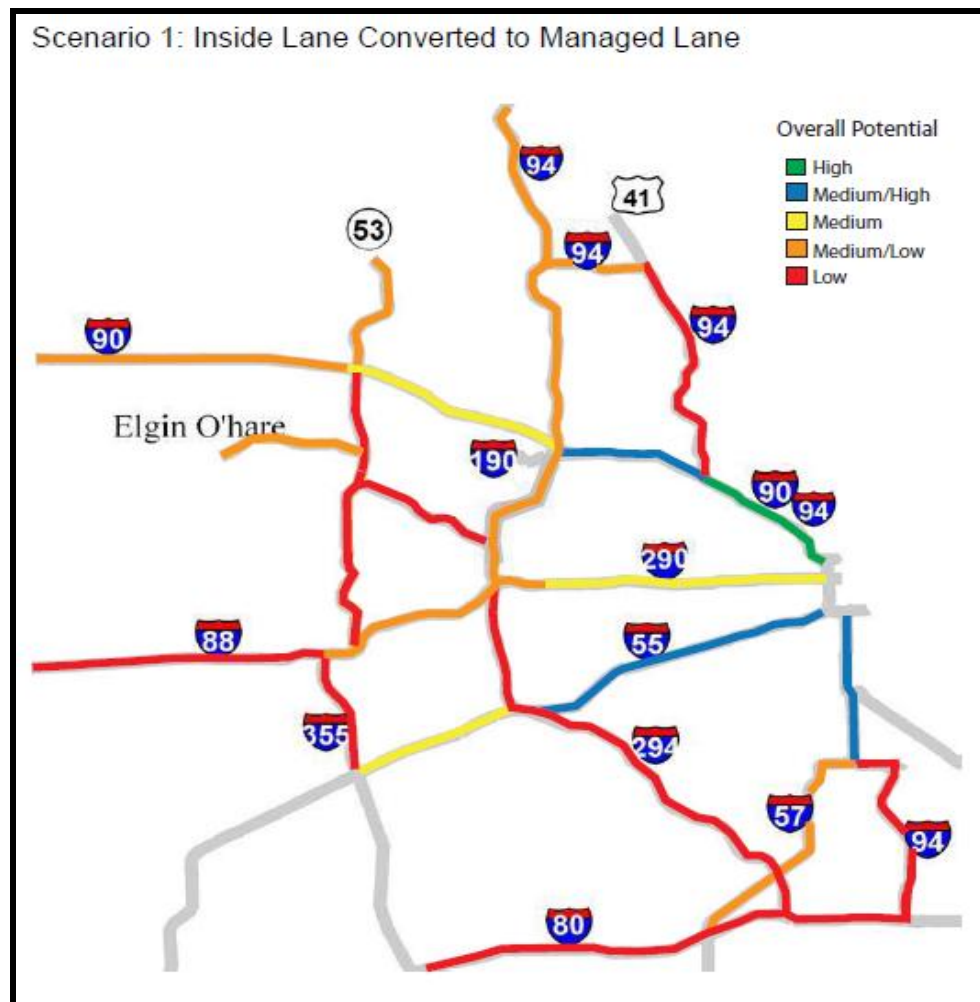 Scenario 1: Inside Lane Converted to Managed Lane
Overall Potential
High
Medium/High
Medium
Medium/Low
Low
94
41
53
94
94
90
Elgin O'hare
190
90
94
290
88
55
355
294
57
94
80